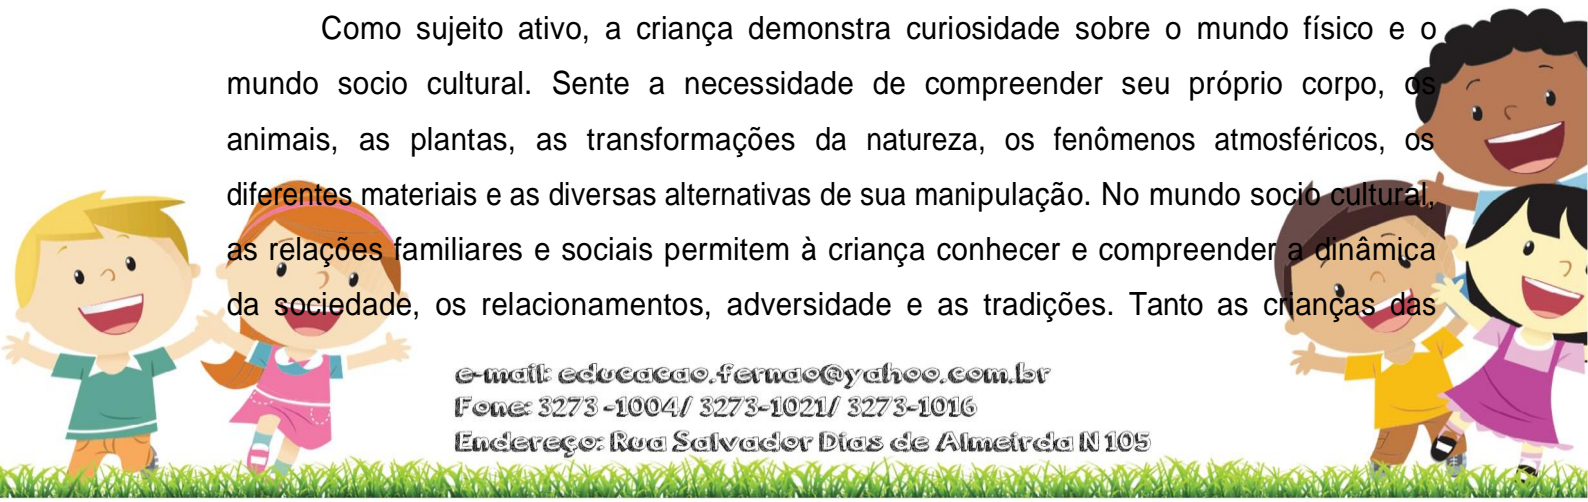 Como sujeito ativo, a criança demonstra curiosidade sobre o mundo físico e o
mundo socio cultural. Sente a necessidade de compreender seu próprio corpo, os
animais, as plantas, as transformações da natureza, os fenômenos atmosféricos, os
diferentes materiais e as diversas alternativas de sua manipulação. No mundo socio cultural,
as relações familiares e sociais permitem à criança conhecer e compreender a dinâmica
da sociedade, os relacionamentos, adversidade e as tradições. Tanto as crianças das
e-mail: educacao.fernao@yahoo.com.br
Fone: 3273 -1004/ 3273-1021/ 3273-1016
Endereço: Rua Salvador Dias de Almeirda N 105